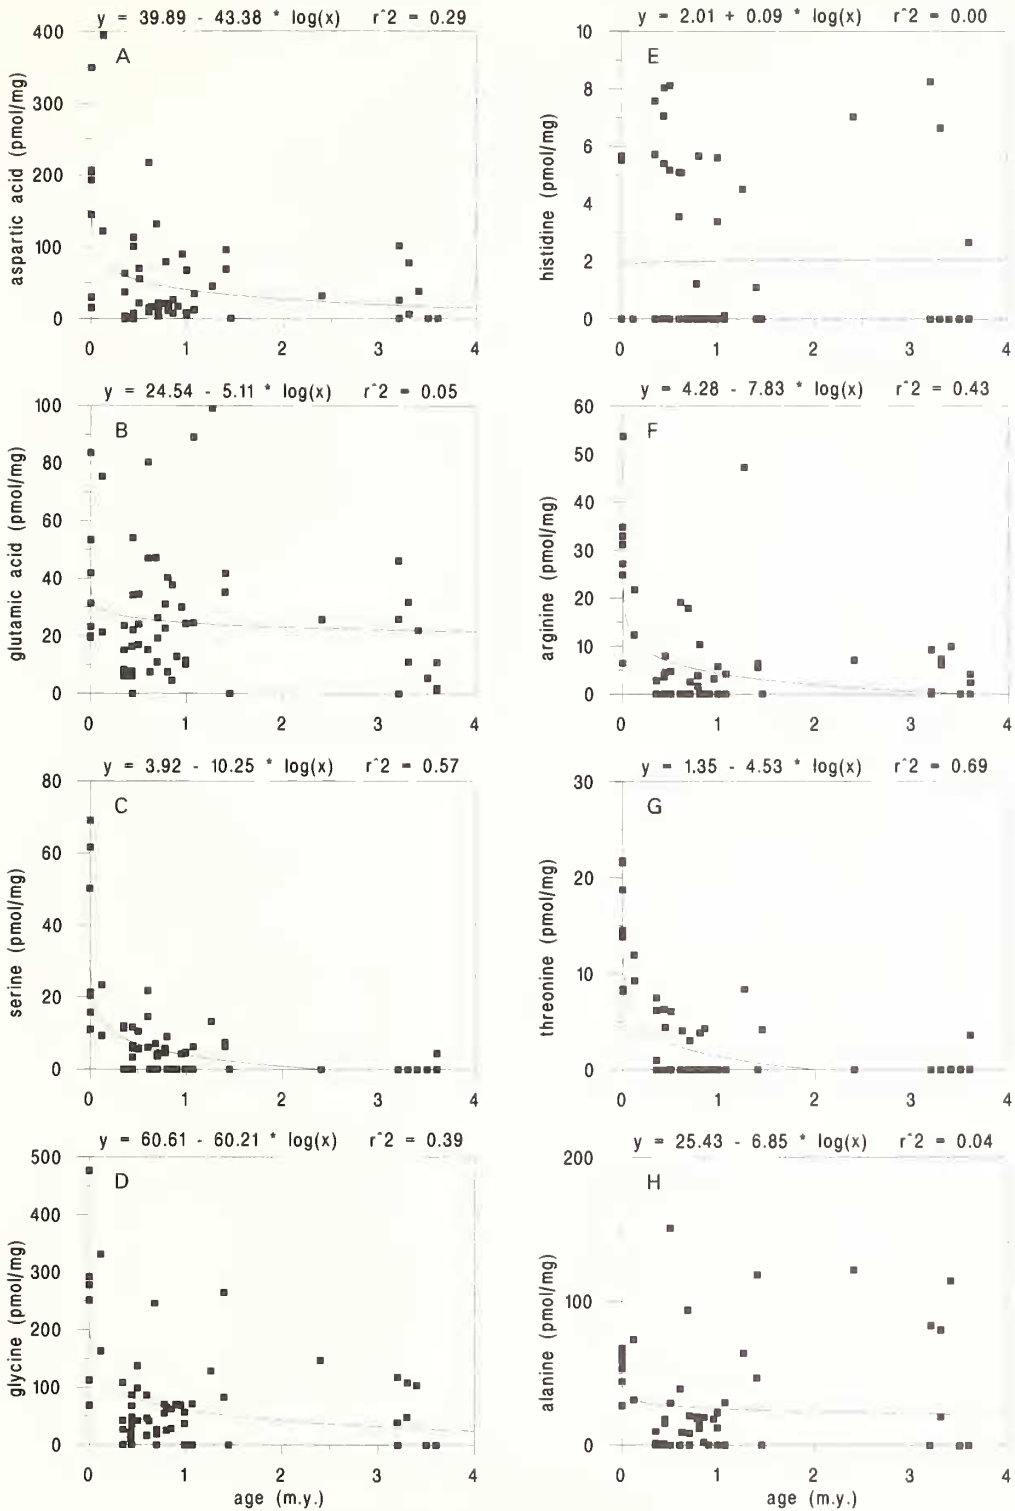 y = 39.89 - 43.38 * log(x) r^2 = 0.29
A
aspartic acid (pmol/mg)
400
300
200
100
0
0 1 2 3 4
y = 24.54 - 5.11 * log(x) r^2 = 0.05
B
glutamic acid (pmol/mg)
100
80
60
40
20
0
0 1 2 3 4
y = 3.92 - 10.25 * log(x) r^2 = 0.57
C
serine (pmol/mg)
80
60
40
20
0
0 1 2 3 4
y = 60.61 - 60.21 * log(x) r^2 = 0.39
D
glycine (pmol/mg)
500
400
300
200
100
0
0 1 2 3 4
age (m.y.)
y = 2.01 + 0.09 * log(x) r^2 = 0.00
E
histidine (pmol/mg)
10
8
6
4
2
0
0 1 2 3 4
y = 4.28 - 7.83 * log(x) r^2 = 0.43
F
arginine (pmol/mg)
60
50
40
30
20
10
0
0 1 2 3 4
y = 1.35 - 4.53 * log(x) r^2 = 0.69
G
threonine (pmol/mg)
30
20
10
0
0 1 2 3 4
y = 25.43 - 6.85 * log(x) r^2 = 0.04
H
alanine (pmol/mg)
200
100
0
0 1 2 3 4
age (m.y.)